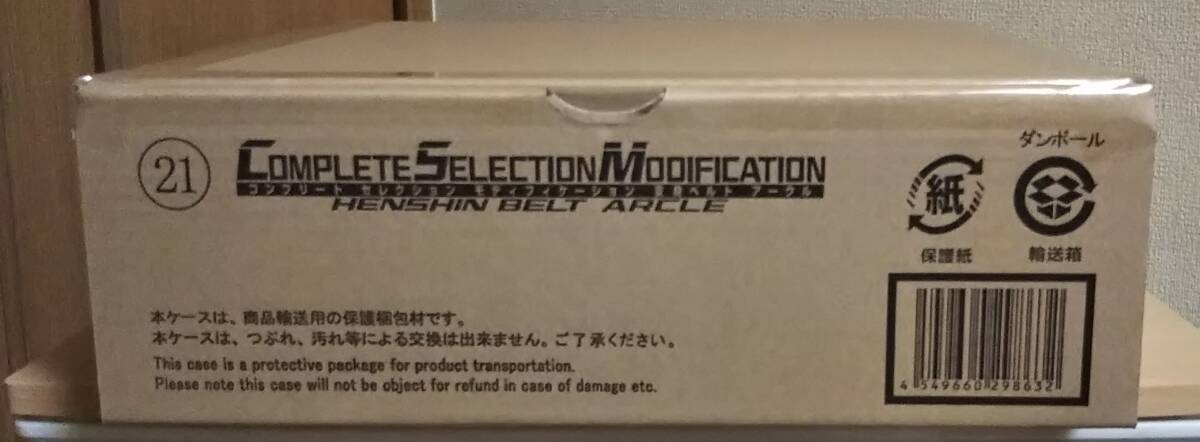 21
COMPLETE SELECTION MODIFICATION
コンプリート セレクション モディフィケーション 変身ベルト アークル
HENSHIN BELT ARCLE
ダンボール
紙
保護紙
輸送箱
本ケースは、商品輸送用の保護梱包材です。
本ケースは、つぶれ、汚れ等による交換は出来ません。ご了承ください。
This case is a protective package for product transportation.
Please note this case will not be object for refund in case of damage etc.
4 549660 298632